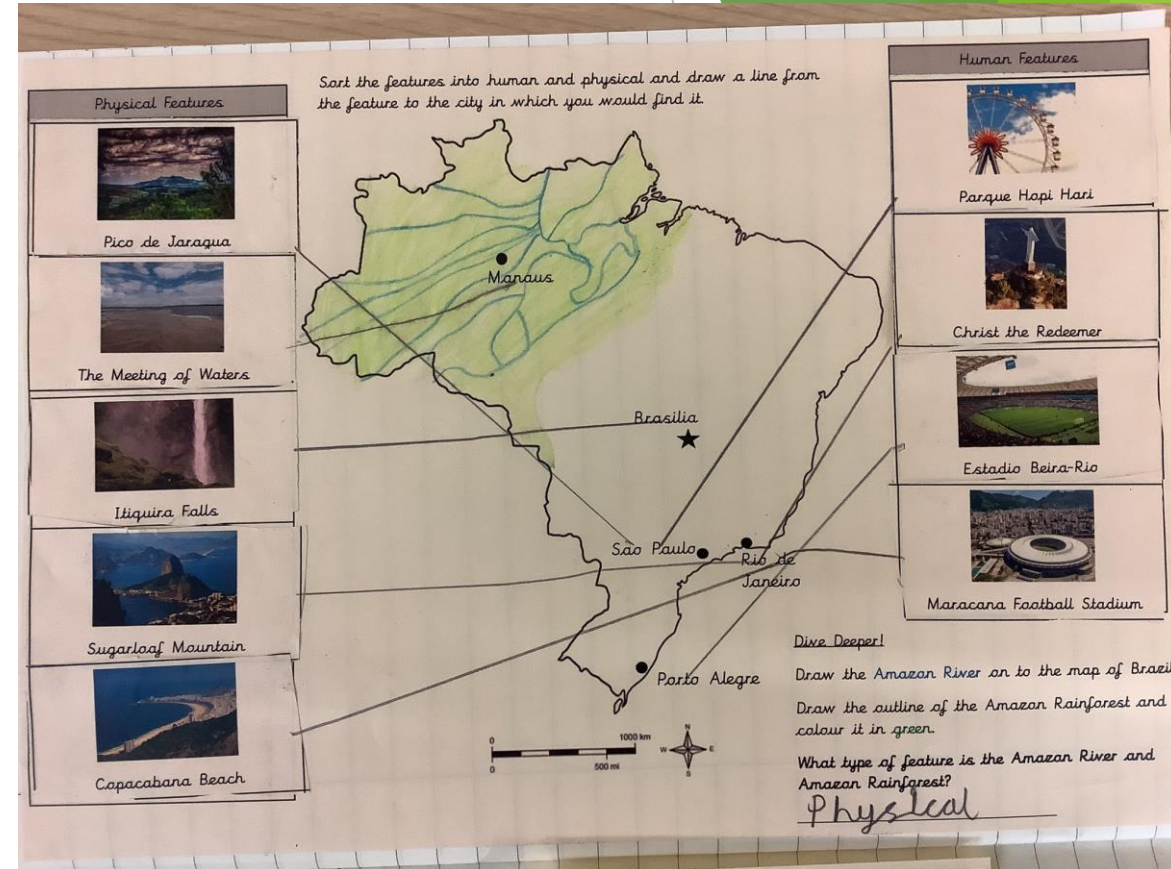 Sort the features into human and physical and draw a line from
the feature to the city in which you would find it.
Physical Features
Pico de Jaragua
The Meeting of Waters
Itiquira Falls
Sugarloaf Mountain
Copacabana Beach
Manaus
Brasilia
São Paulo
Rio de
Janeiro
Porto Alegre
0 1000 km
0 500 mi
N
W E
S
Human Features
Parque Hopi Hari
Christ the Redeemer
Estadio Beira-Rio
Maracana Football Stadium
Dive Deeper!
Draw the Amazon River on to the map of Brazil
Draw the outline of the Amazon Rainforest and
colour it in green.
What type of feature is the Amazon River and
Amazon Rainforest?
Physical